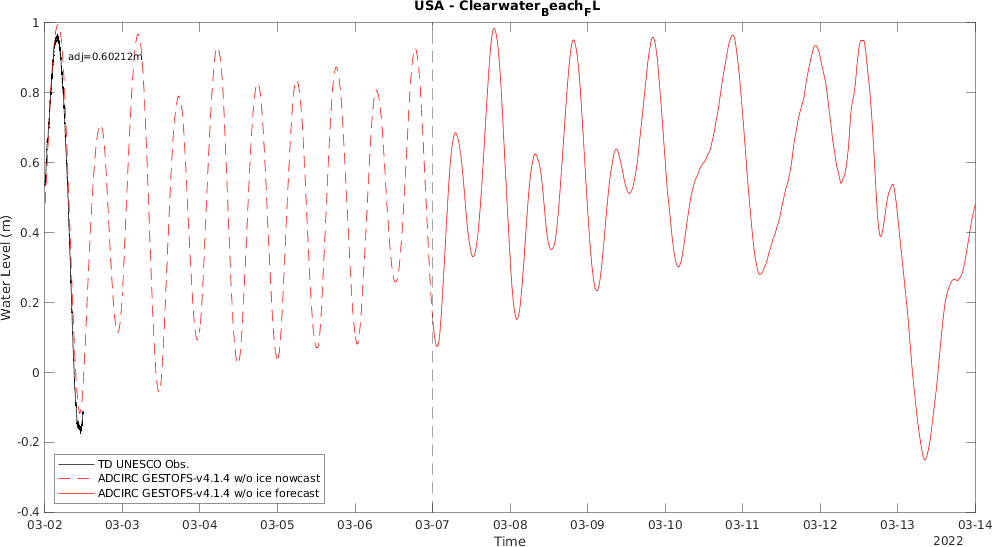 USA - Clearwater_Beach_FL
1
adj=0.60212m
0.8
0.6
0.4
0.2
0
-0.2
-0.4
Water Level (m)
TD UNESCO Obs.
ADCIRC GESTOFS-v4.1.4 w/o ice nowcast
ADCIRC GESTOFS-v4.1.4 w/o ice forecast
03-02 03-03 03-04 03-05 03-06 03-07 03-08 03-09 03-10 03-11 03-12 03-13 03-14
Time
2022